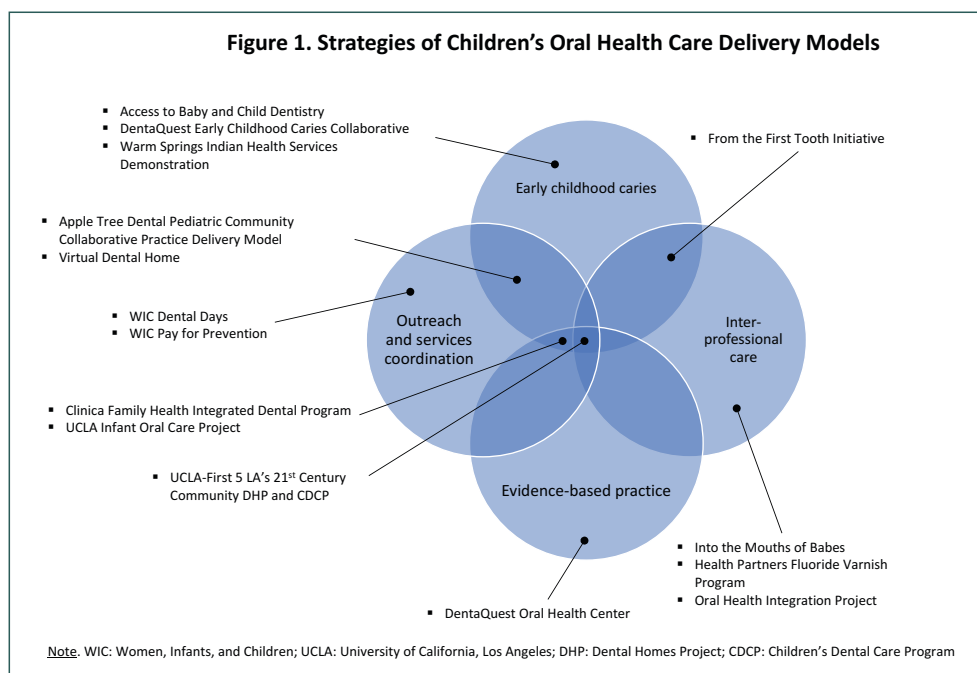 Figure 1. Strategies of Children’s Oral Health Care Delivery Models
▪ Access to Baby and Child Dentistry
▪ DentaQuest Early Childhood Caries Collaborative
▪ Warm Springs Indian Health Services
Demonstration
▪ From the First Tooth Initiative
Early childhood caries
▪ Apple Tree Dental Pediatric Community
Collaborative Practice Delivery Model
▪ Virtual Dental Home
▪ WIC Dental Days
▪ WIC Pay for Prevention
Outreach
and services
coordination
Inter-
professional
care
▪ Clinica Family Health Integrated Dental Program
▪ UCLA Infant Oral Care Project
▪ UCLA-First 5 LA’s 21st Century
Community DHP and CDCP
Evidence-based practice
▪ Into the Mouths of Babes
▪ Health Partners Fluoride Varnish
Program
▪ Oral Health Integration Project
▪ DentaQuest Oral Health Center
Note. WIC: Women, Infants, and Children; UCLA: University of California, Los Angeles; DHP: Dental Homes Project; CDCP: Children’s Dental Care Program